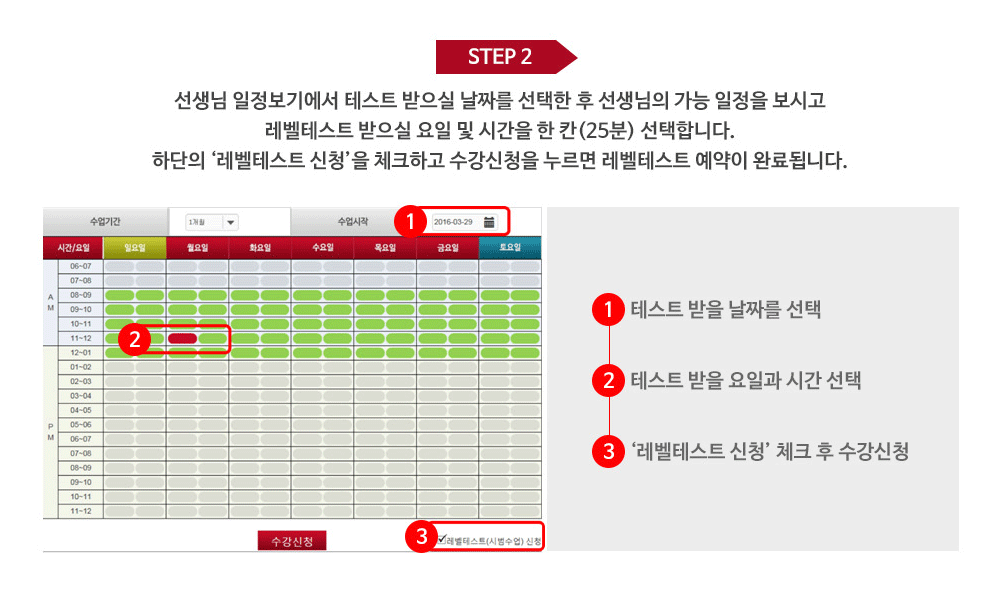 STEP 2
선생님 일정보기에서 테스트 받으실 날짜를 선택한 후 선생님의 가능 일정을 보시고
레벨테스트 받으실 요일 및 시간을 한 칸(25분) 선택합니다.
하단의 ‘레벨테스트 신청’을 체크하고 수강신청을 누르면 레벨테스트 예약이 완료됩니다.
수업기간 1개월 수업시작 1 2016-03-29
시간/요일 일요일 월요일 화요일 수요일 목요일 금요일 토요일
AM
06~07
07~08
08~09
09~10
10~11
11~12
2
PM
12~01
01~02
02~03
03~04
04~05
05~06
06~07
07~08
08~09
09~10
10~11
11~12
수강신청
3 레벨테스트(시범수업) 신청
1 테스트 받을 날짜를 선택
2 테스트 받을 요일과 시간 선택
3 ‘레벨테스트 신청’ 체크 후 수강신청